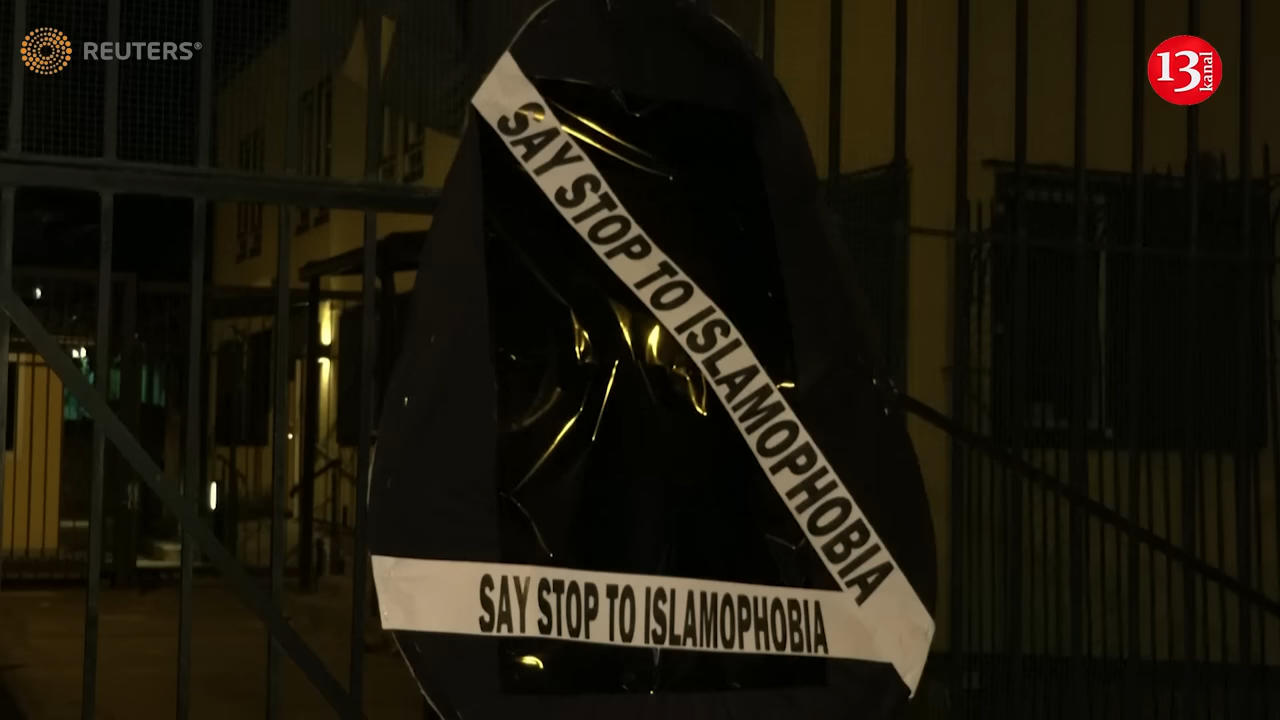 REUTERS®
13
kanal
SAY STOP TO ISLAMOPHOBIA
SAY STOP TO ISLAMOPHOBIA